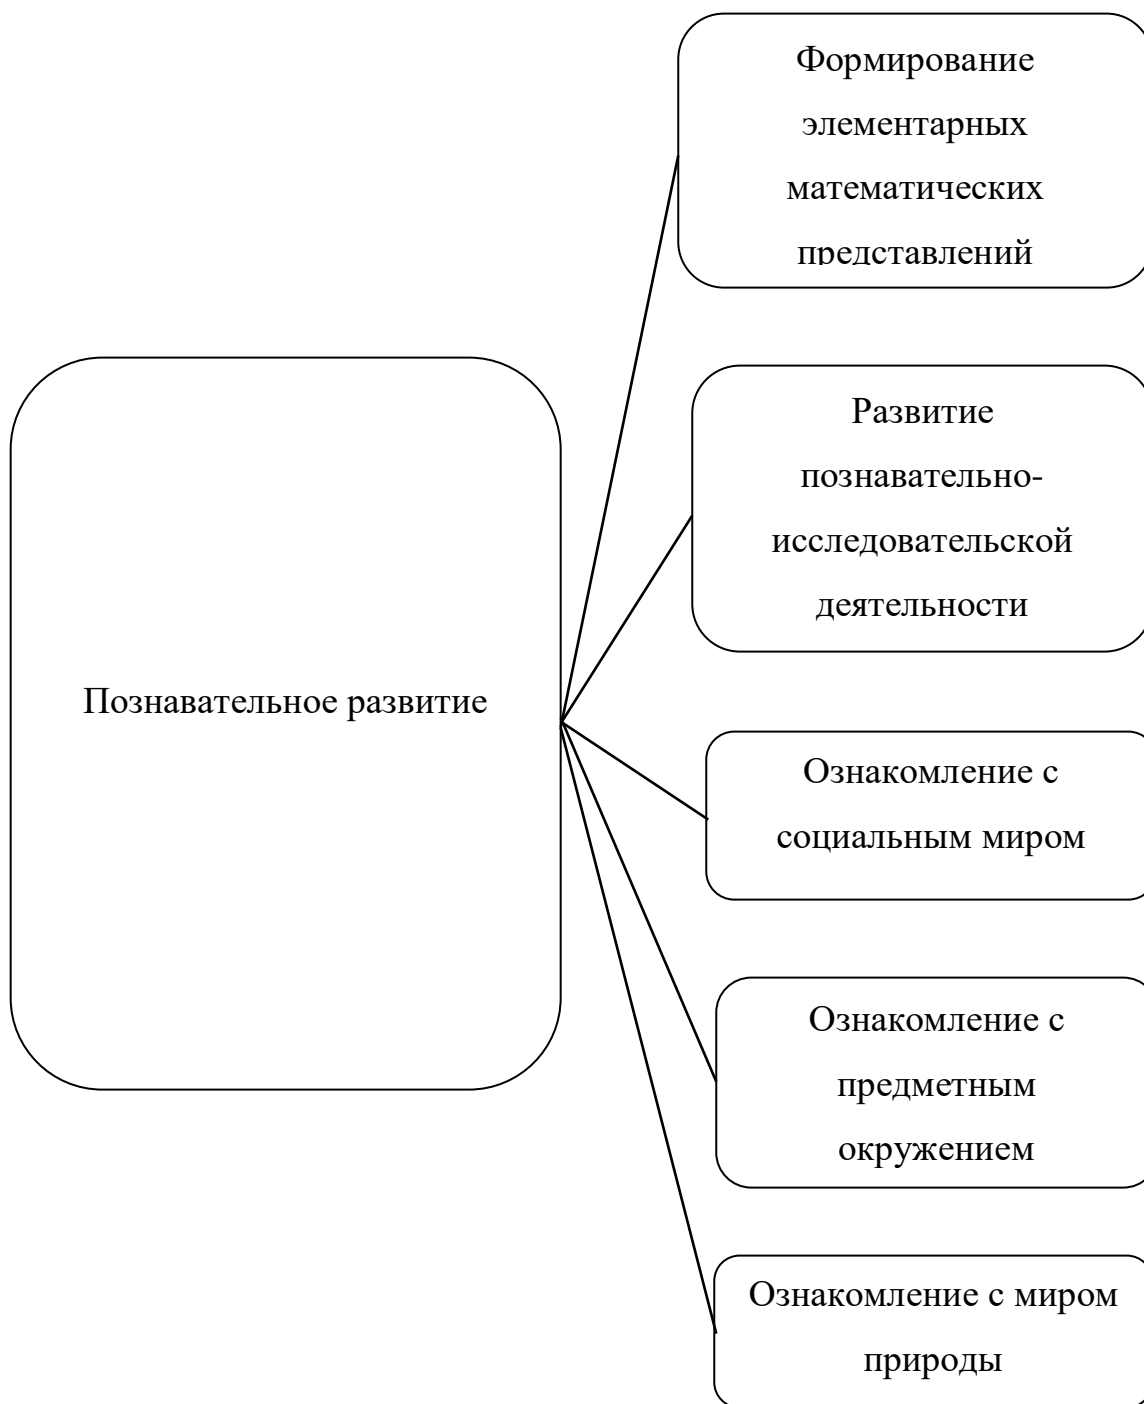 Формирование
элементарных
математических
представлений
Развитие
познавательно-
исследовательской
деятельности
Познавательное развитие
Ознакомление с
социальным миром
Ознакомление с
предметным
окружением
Ознакомление с миром
природы